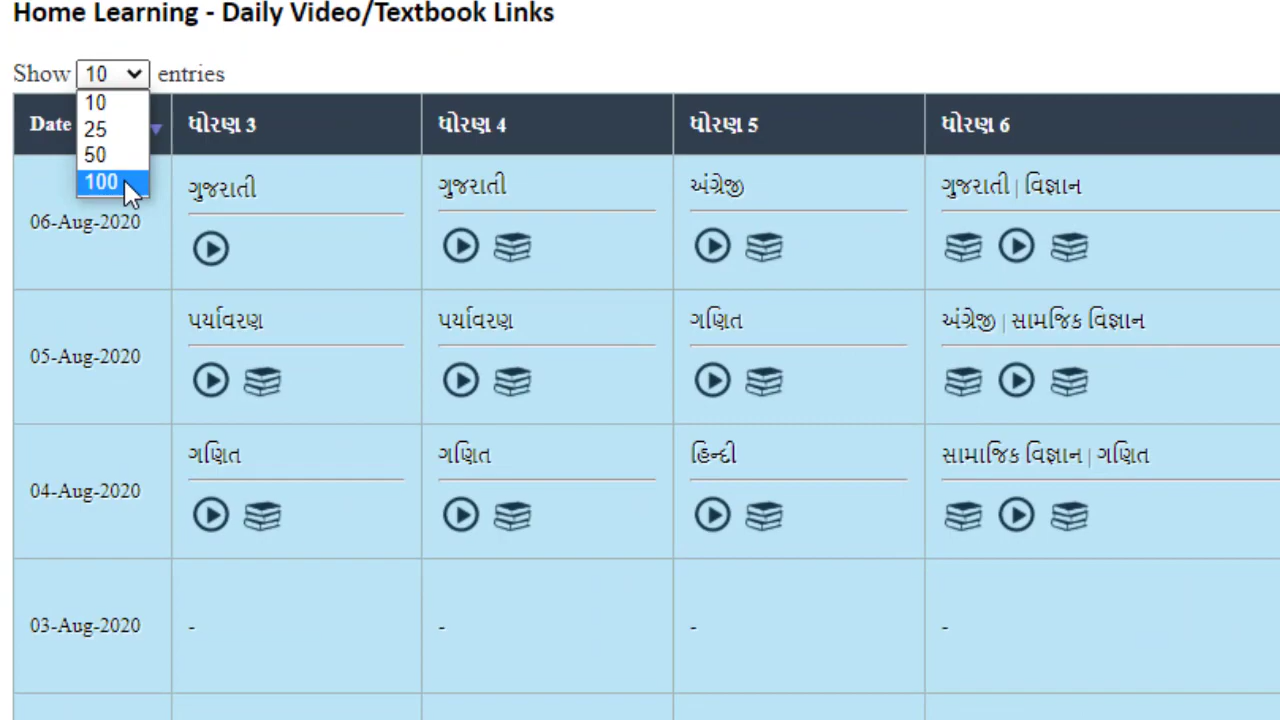 Home Learning - Daily Video/Textbook Links
Show 10 entries
10
25
50
100
Date ધોરણ 3 ધોરણ 4 ધોરણ 5 ધોરણ 6
06-Aug-2020 ગુજરાતી ગુજરાતી અંગ્રેજી ગુજરાતી | વિજ્ઞાન
05-Aug-2020 પર્યાવરણ પર્યાવરણ ગણિત અંગ્રેજી | સામજિક વિજ્ઞાન
04-Aug-2020 ગણિત ગણિત હિન્દી સામાજિક વિજ્ઞાન | ગણિત
03-Aug-2020 - - - -